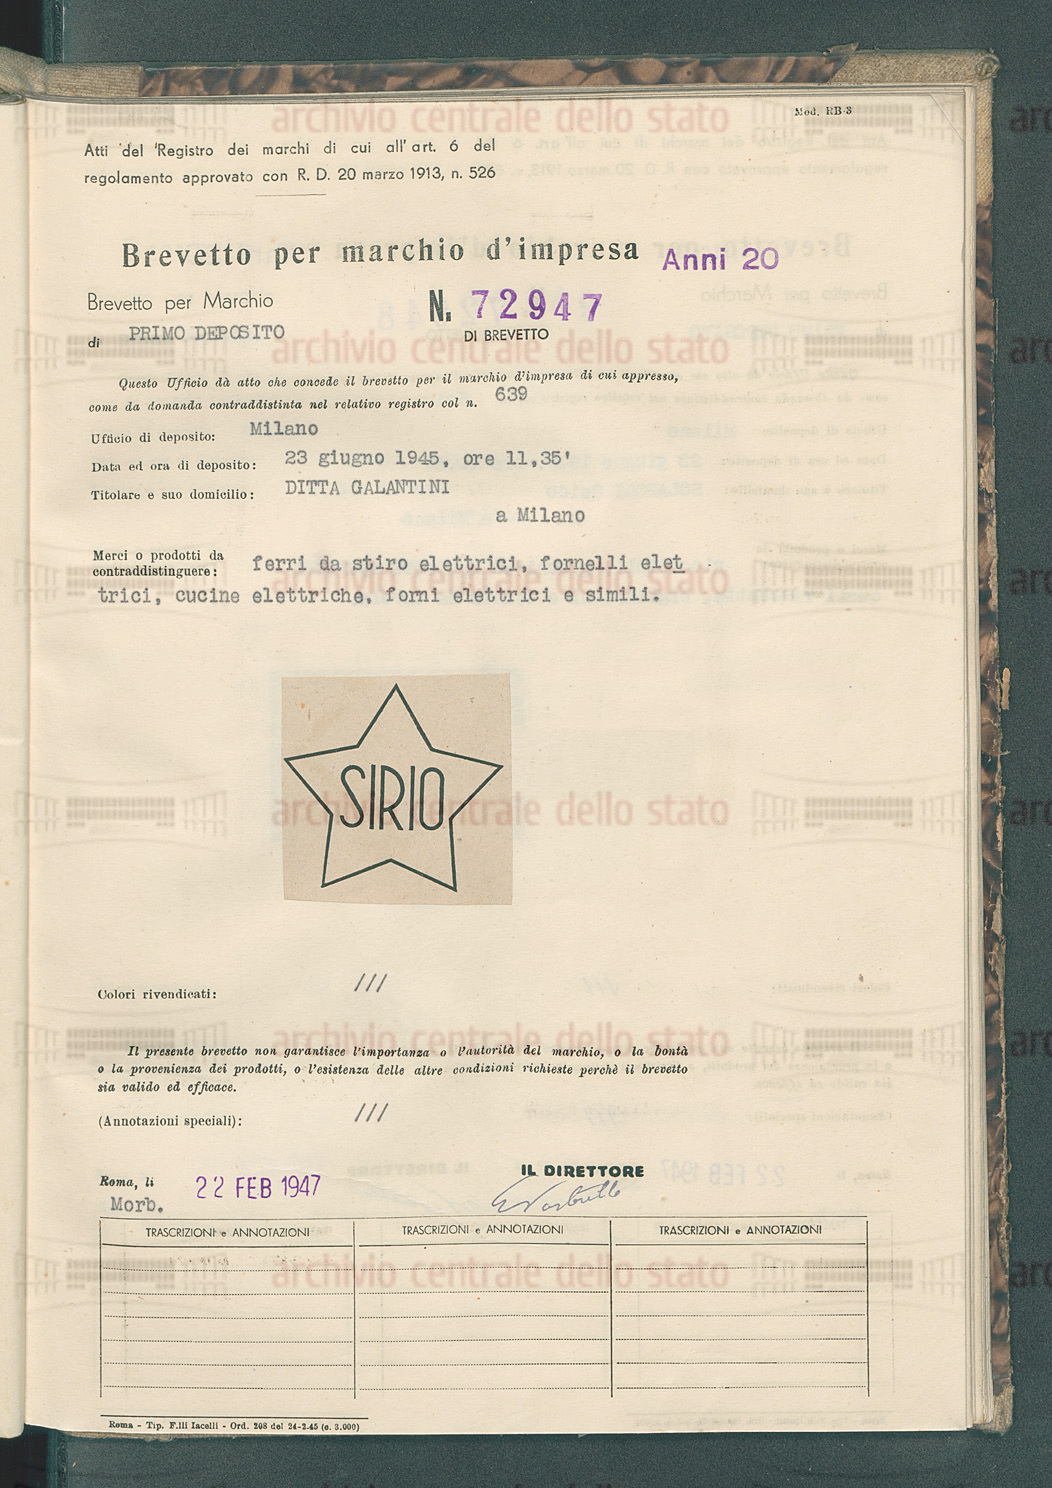 Mod. RB-3
Atti del Registro dei marchi di cui all'art. 6 del
regolamento approvato con R. D. 20 marzo 1913, n. 526
Brevetto per marchio d'impresa Anni 20
Brevetto per Marchio N. 72947
di PRIMO DEPOSITO DI BREVETTO
Questo Ufficio dà atto che concede il brevetto per il marchio d'impresa di cui appresso,
come da domanda contraddistinta nel relativo registro col n. 639
Ufficio di deposito: Milano
Data ed ora di deposito: 23 giugno 1945, ore 11,35'
Titolare e suo domicilio: DITTA GALANTINI
a Milano
Merci o prodotti da
contraddistinguere: ferri da stiro elettrici, fornelli elet
trici, cucine elettriche, forni elettrici e simili.
SIRIO
archivio centrale dello stato
Colori rivendicati: ///
Il presente brevetto non garantisce l'importanza o l'autorità del marchio, o la bontà
o la provenienza dei prodotti, o l'esistenza delle altre condizioni richieste perchè il brevetto
sia valido ed efficace.
(Annotazioni speciali): ///
Roma, li 22 FEB 1947 IL DIRETTORE
Morb.
TRASCRIZIONI e ANNOTAZIONI TRASCRIZIONI e ANNOTAZIONI TRASCRIZIONI e ANNOTAZIONI
Roma - Tip. F.lli Iacelli - Ord. 208 del 24-2-45 (c. 3.000)